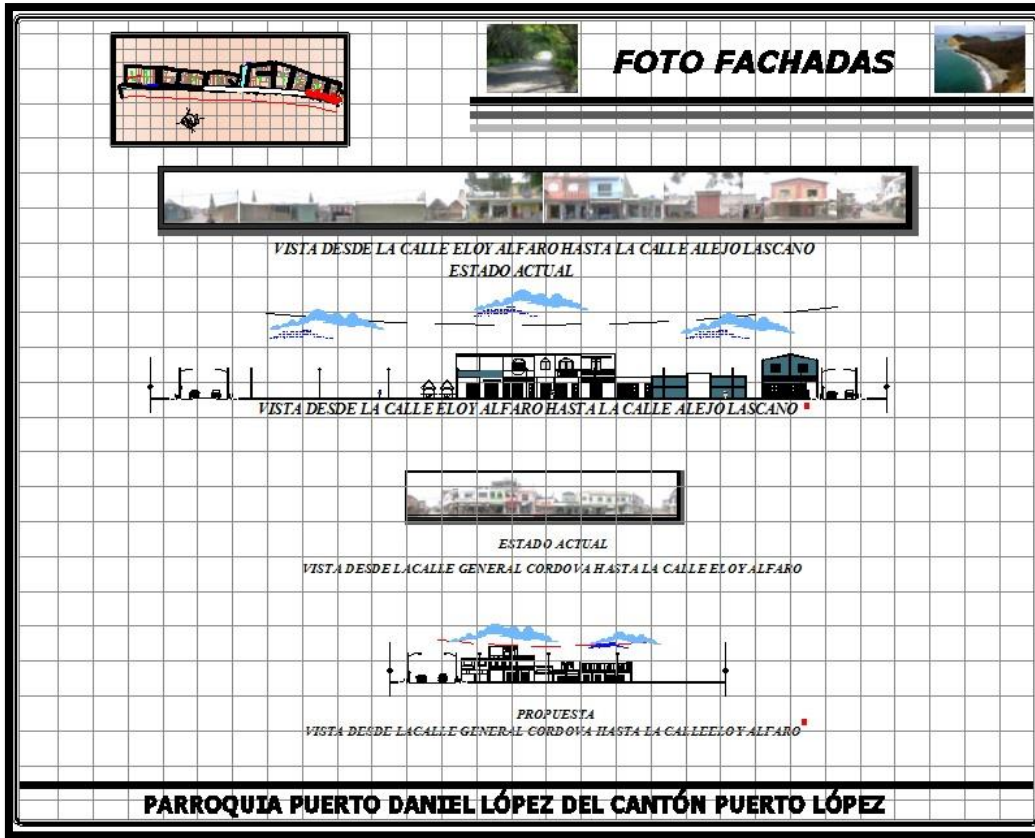 FOTO FACHADAS
VISTA DESDE LA CALLE ELOY ALFARO HASTA LA CALLE ALEJO LASCANO
ESTADO ACTUAL
VISTA DESDE LA CALLE ELOY ALFARO HASTA LA CALLE ALEJO LASCANO
ESTADO ACTUAL
VISTA DESDE LACALLE GENERAL CORDOVA HASTA LA CALLE ELOY ALFARO
PROPUESTA
VISTA DESDE LACALLE GENERAL CORDOVA HASTA LA CALLEELOY ALFARO
PARROQUIA PUERTO DANIEL LÓPEZ DEL CANTÓN PUERTO LÓPEZ